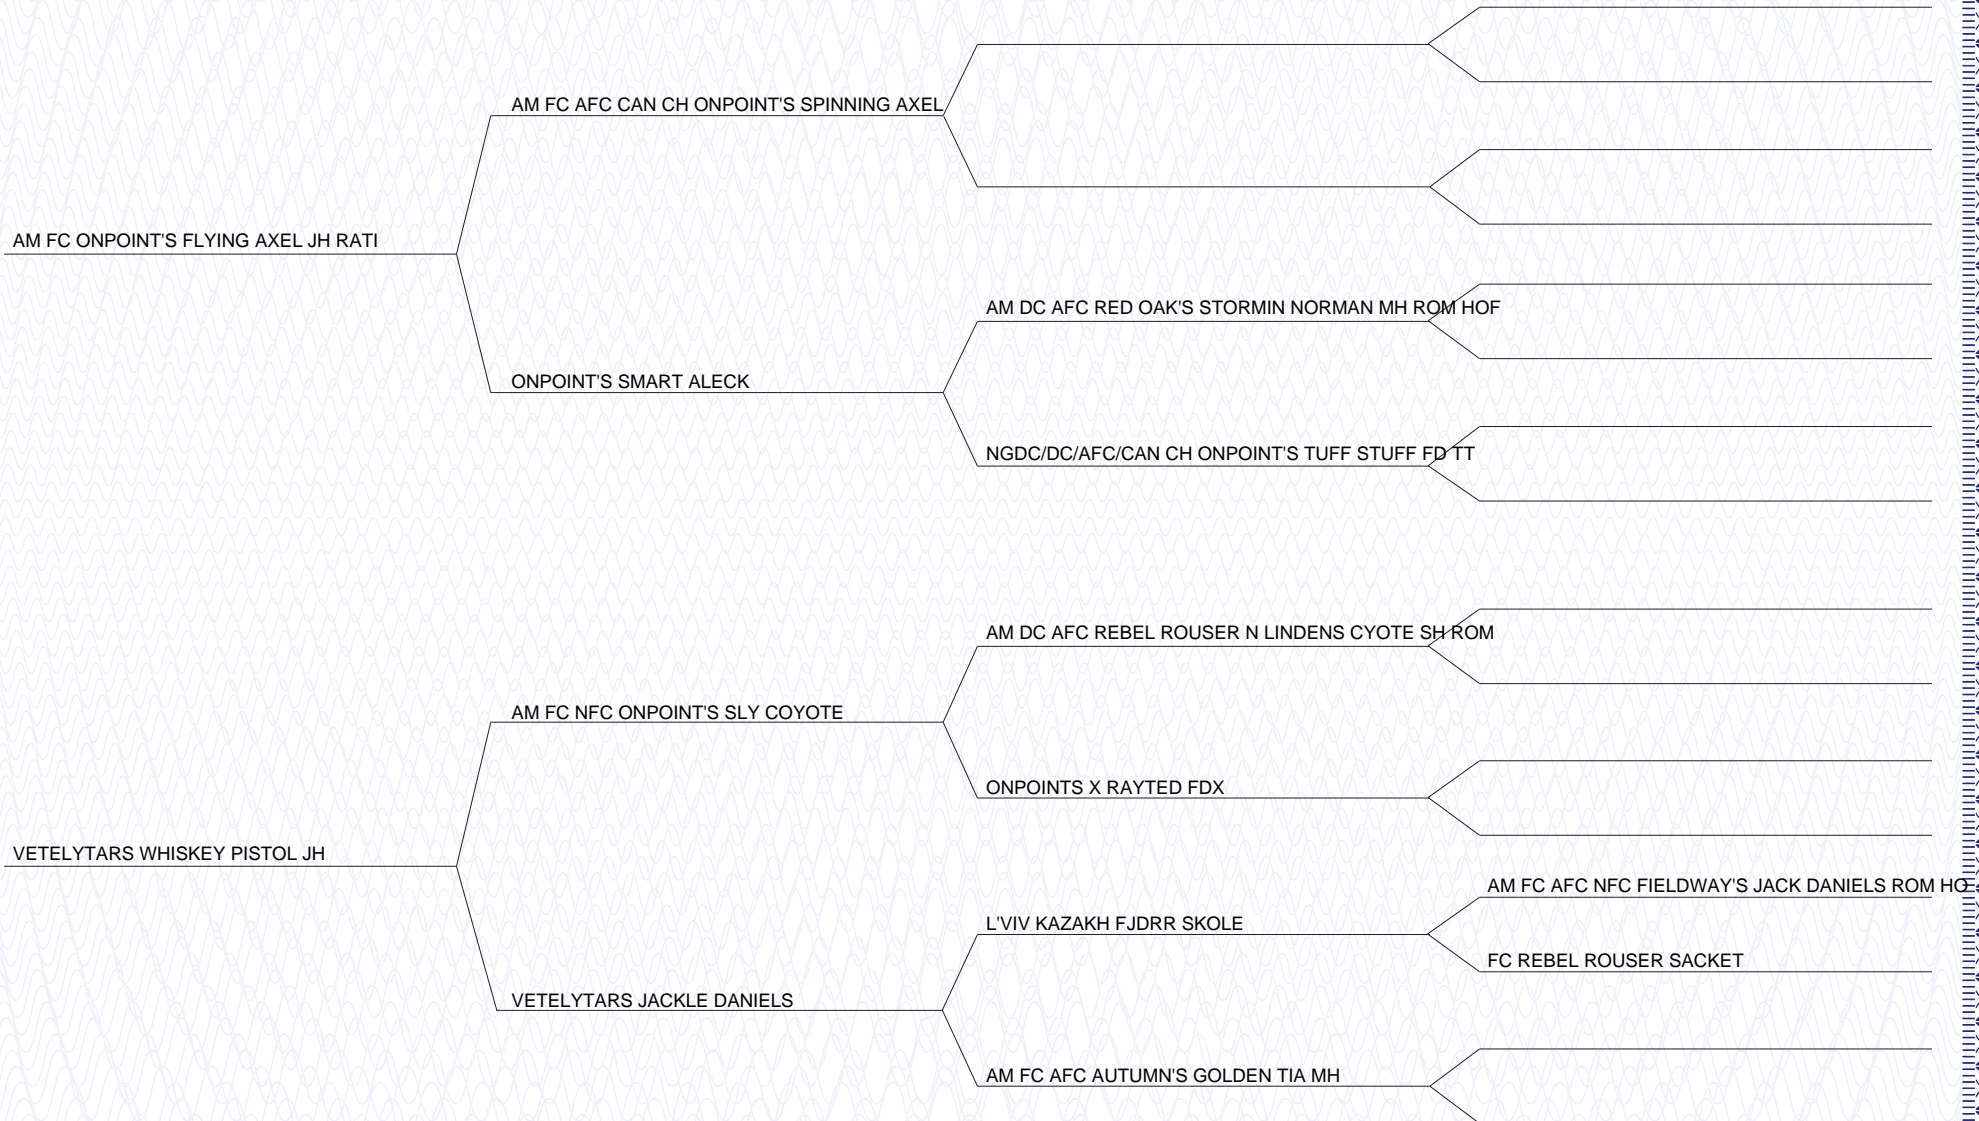 AM FC AFC CAN CH ONPOINT'S SPINNING AXEL
AM FC ONPOINT'S FLYING AXEL JH RATI
AM DC AFC RED OAK'S STORMIN NORMAN MH ROM HOF
ONPOINT'S SMART ALECK
NGDC/DC/AFC/CAN CH ONPOINT'S TUFF STUFF FD TT
AM DC AFC REBEL ROUSER N LINDENS CYOTE SH ROM
AM FC NFC ONPOINT'S SLY COYOTE
ONPOINTS X RAYTED FDX
VETELYTARS WHISKEY PISTOL JH
AM FC AFC NFC FIELDWAY'S JACK DANIELS ROM HO
L'VIV KAZAKH FJDRR SKOLE
FC REBEL ROUSER SACKET
VETELYTARS JACKLE DANIELS
AM FC AFC AUTUMN'S GOLDEN TIA MH